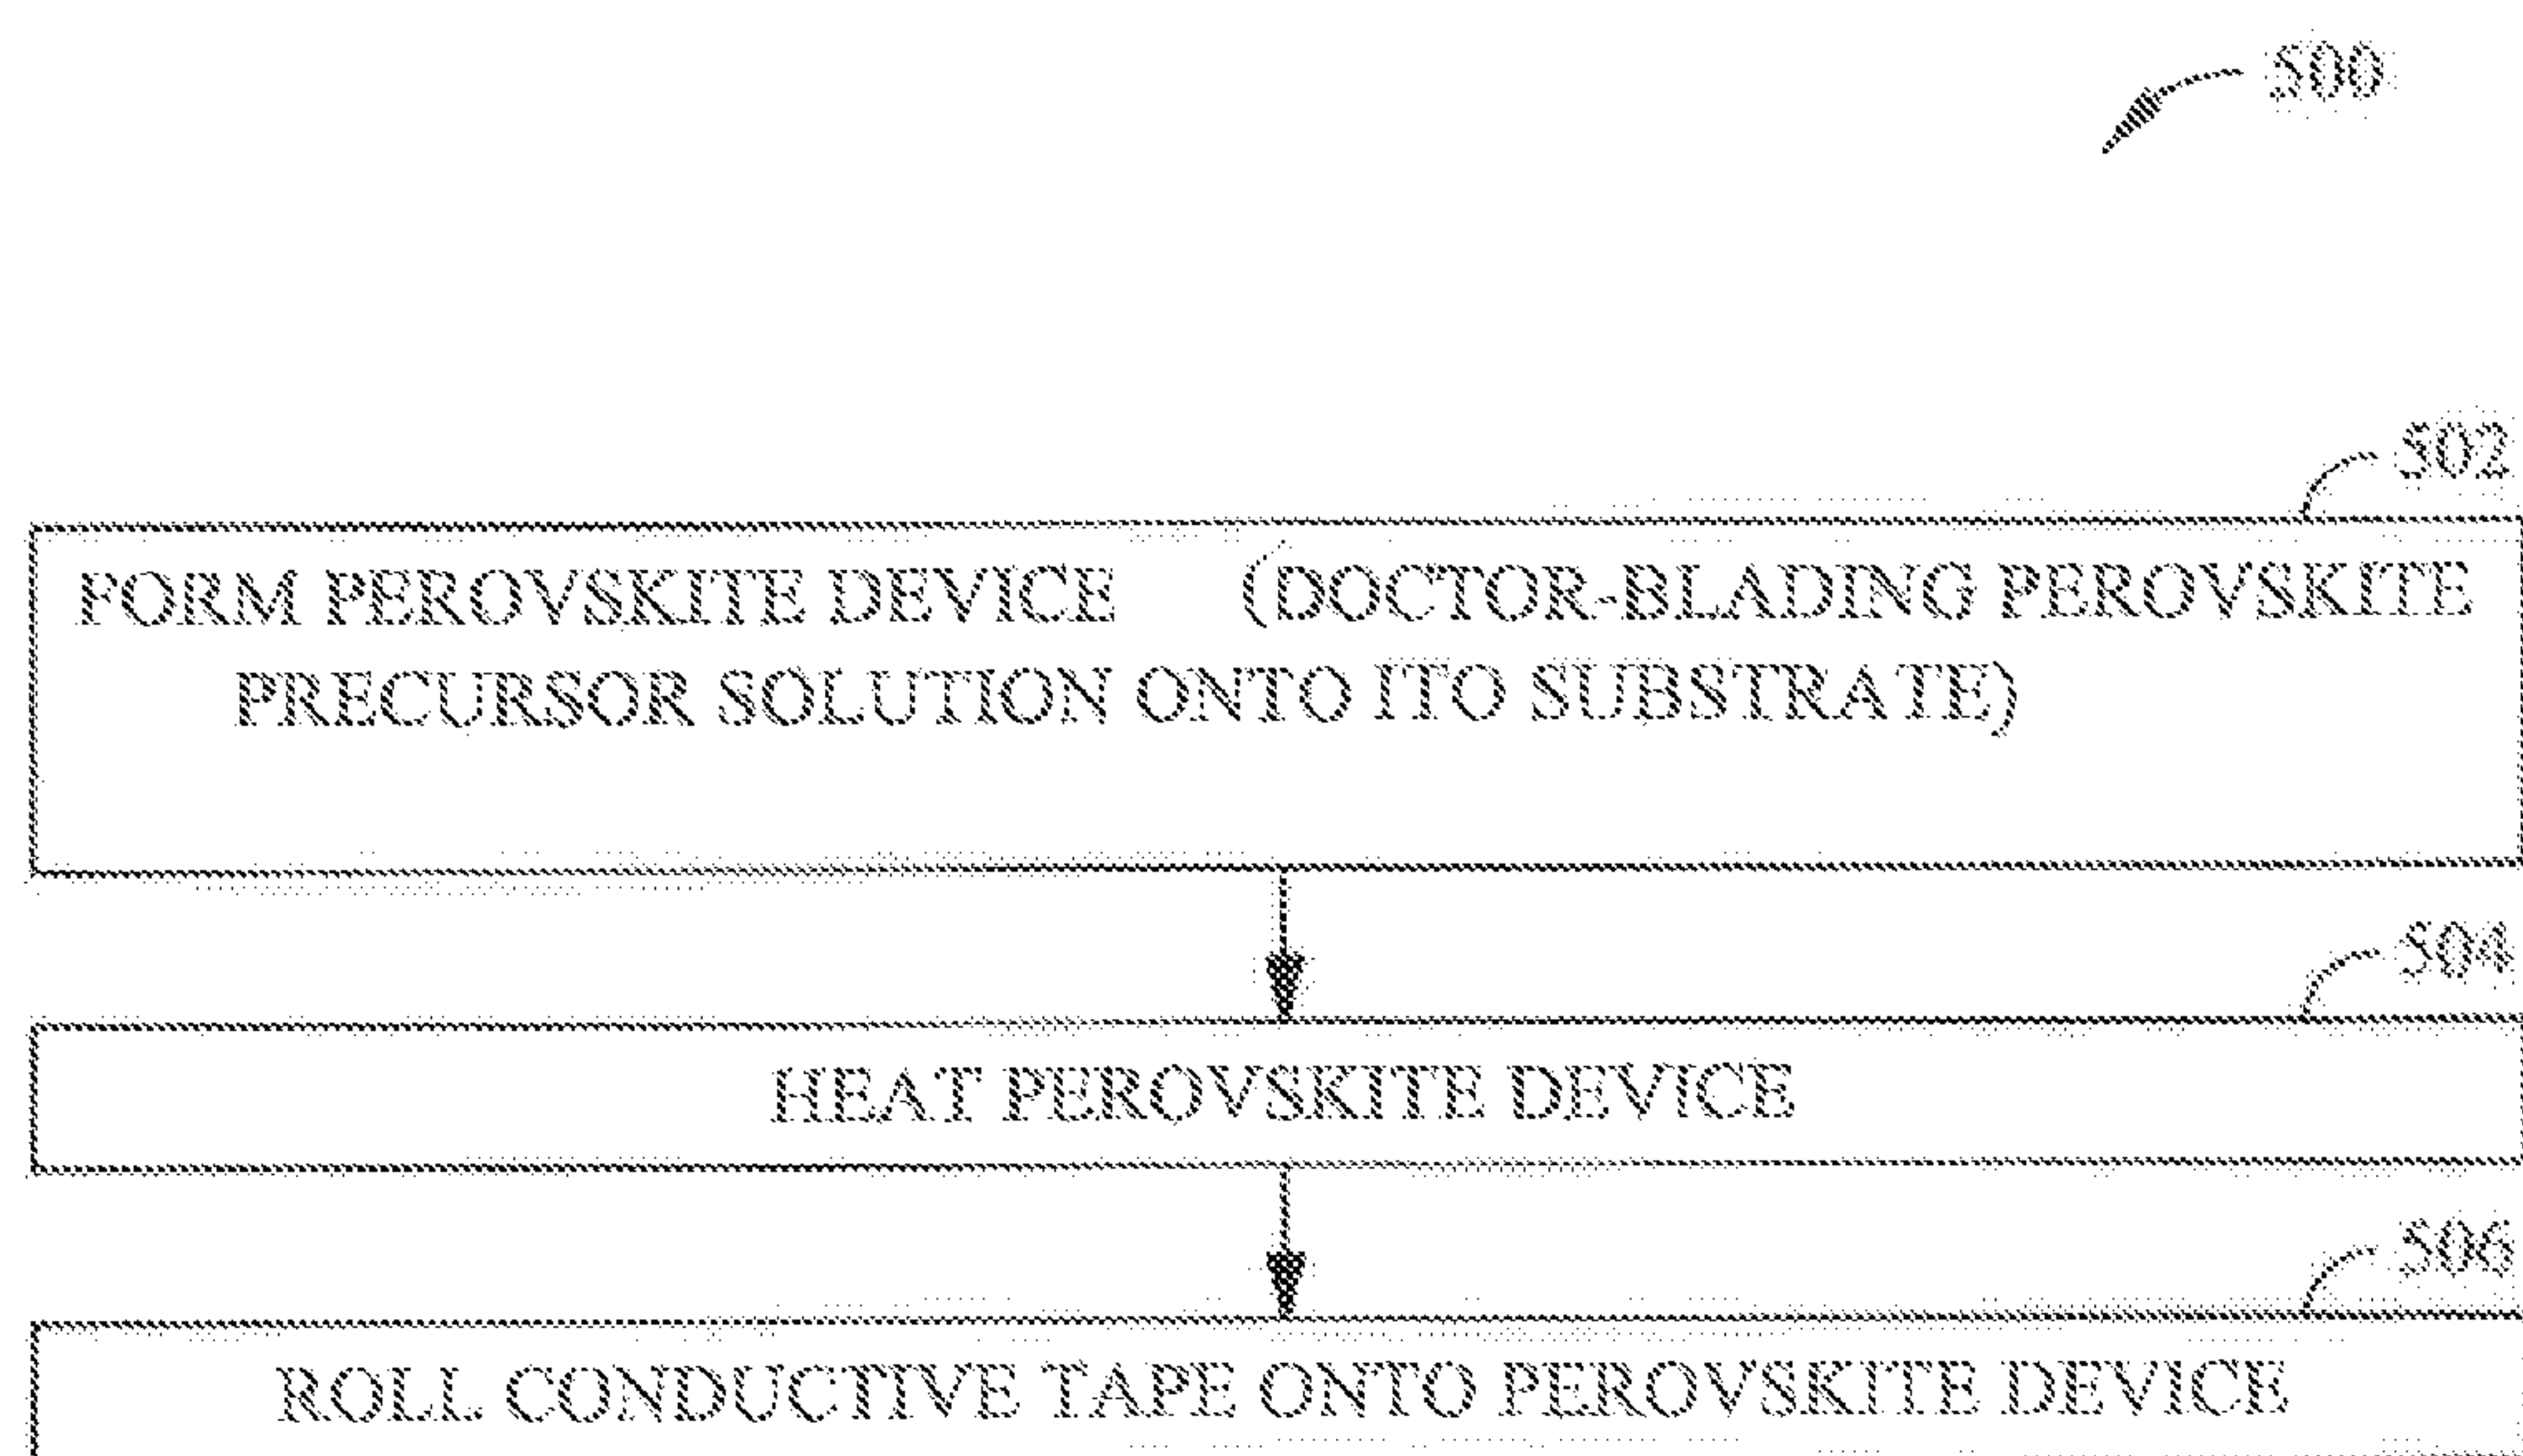 500
502
FORM PEROVSKITE DEVICE (DOCTOR-BLADING PEROVSKITE
PRECURSOR SOLUTION ONTO ITO SUBSTRATE)
504
HEAT PEROVSKITE DEVICE
506
ROLL CONDUCTIVE TAPE ONTO PEROVSKITE DEVICE